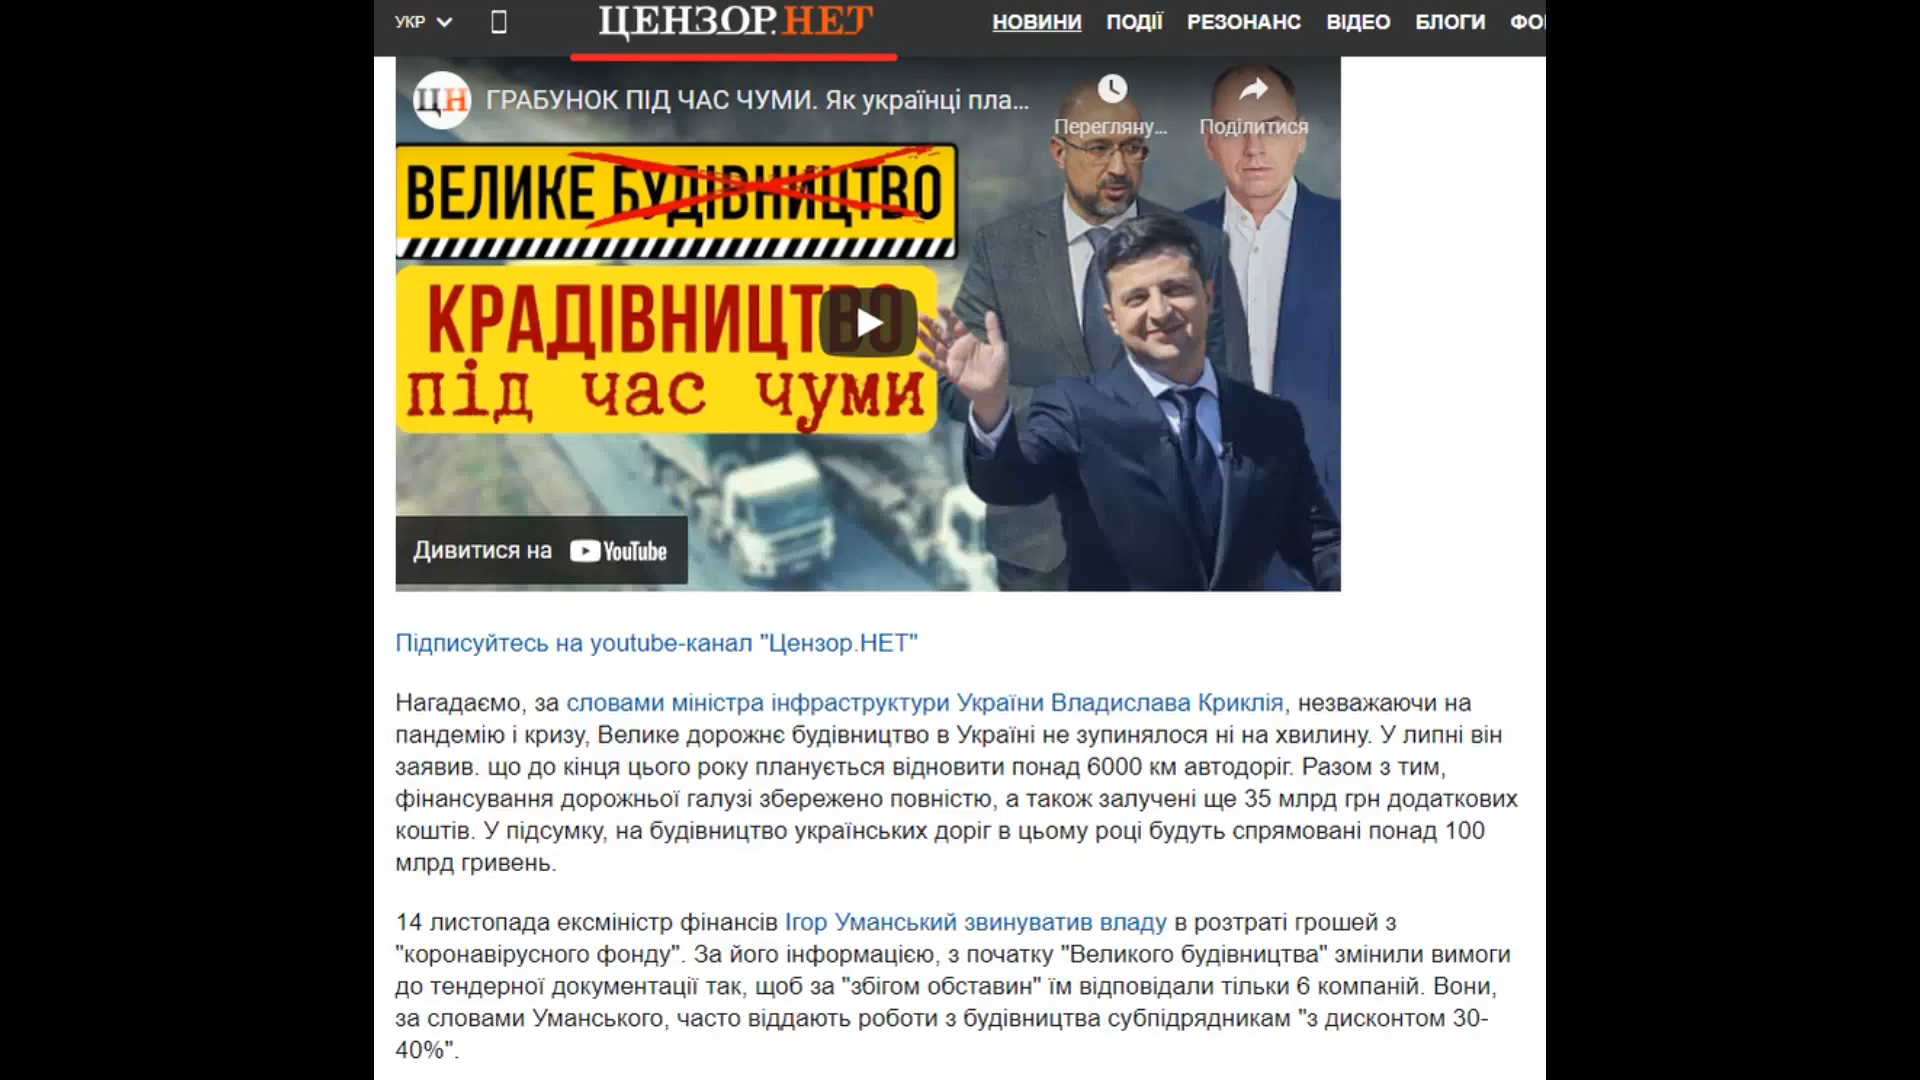 УКР
ЦЕНЗОР.НЕТ
НОВИНИ ПОДІЇ РЕЗОНАНС ВІДЕО БЛОГИ
ЦН ГРАБУНОК ПІД ЧАС ЧУМИ. Як українці пла...
Перегляну... Поділитися
ВЕЛИКЕ БУДІВНИЦТВО
КРАДІВНИЦТВО
під час чуми
Дивитися на YouTube
Підписуйтесь на youtube-канал "Цензор.НЕТ"
Нагадаємо, за словами міністра інфраструктури України Владислава Криклія, незважаючи на
пандемію і кризу, Велике дорожнє будівництво в Україні не зупинялося ні на хвилину. У липні він
заявив. що до кінця цього року планується відновити понад 6000 км автодоріг. Разом з тим,
фінансування дорожньої галузі збережено повністю, а також залучені ще 35 млрд грн додаткових
коштів. У підсумку, на будівництво українських доріг в цьому році будуть спрямовані понад 100
млрд гривень.
14 листопада ексміністр фінансів Ігор Уманський звинуватив владу в розтраті грошей з
"коронавірусного фонду". За його інформацією, з початку "Великого будівництва" змінили вимоги
до тендерної документації так, щоб за "збігом обставин" їм відповідали тільки 6 компаній. Вони,
за словами Уманського, часто віддають роботи з будівництва субпідрядникам "з дисконтом 30-
40%".